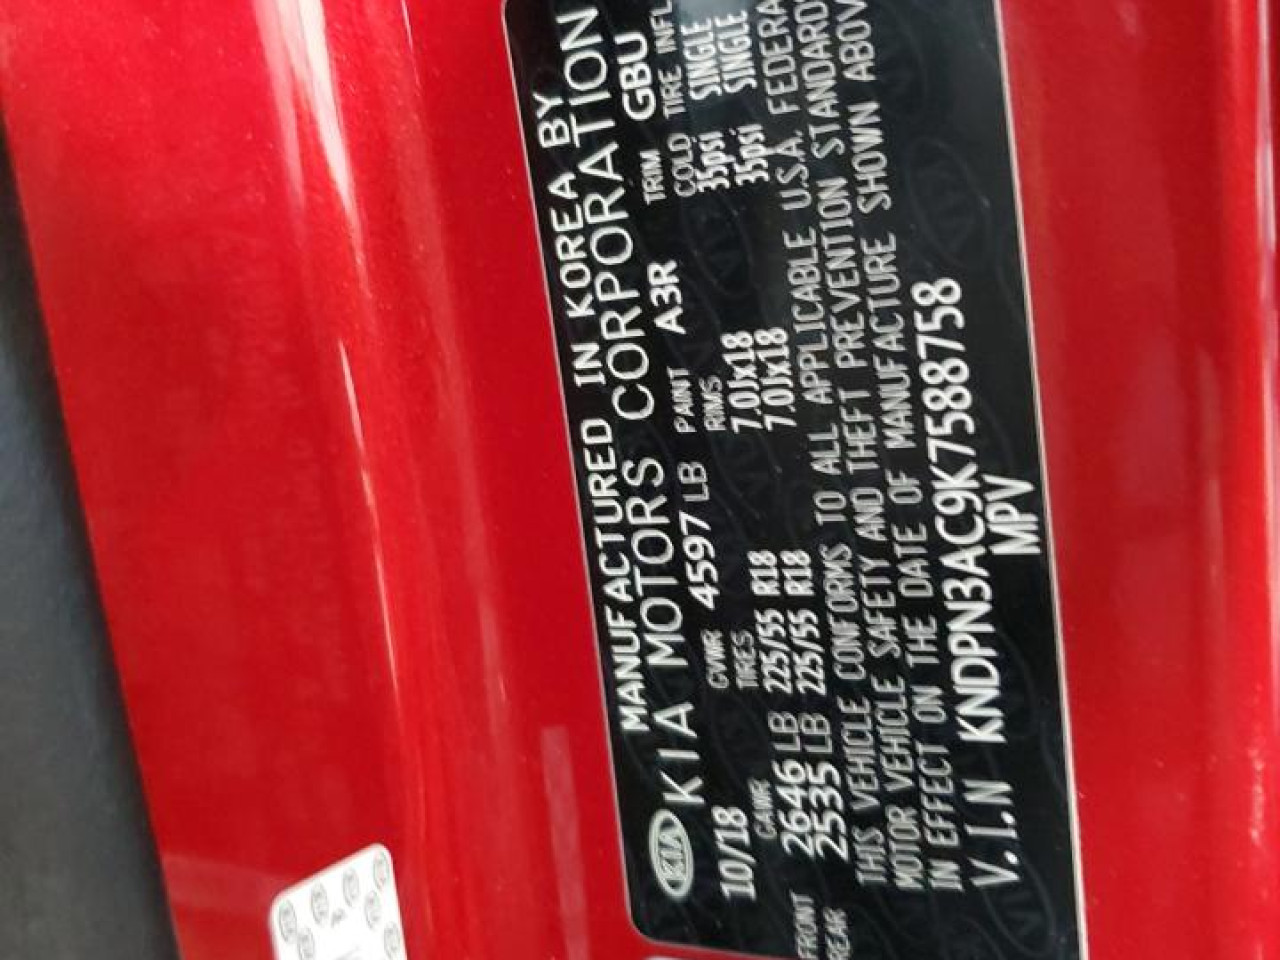 MANUFACTURED IN KOREA BY
KIA KIA MOTORS CORPORATION
10/18 GVWR 4597 LB PAINT A3R TRIM GBU
GAWR TIRES RIMS COLD TIRE INFL
FRONT 2646 LB 225/55 R18 7.0Jx18 35psi SINGLE
REAR 2535 LB 225/55 R18 7.0Jx18 35psi SINGLE
THIS VEHICLE CONFORMS TO ALL APPLICABLE U.S.A. FEDERA
MOTOR VEHICLE SAFETY AND THEFT PREVENTION STANDARDS
IN EFFECT ON THE DATE OF MANUFACTURE SHOWN ABOV
V.I.N KNDPN3AC9K7588758
MPV